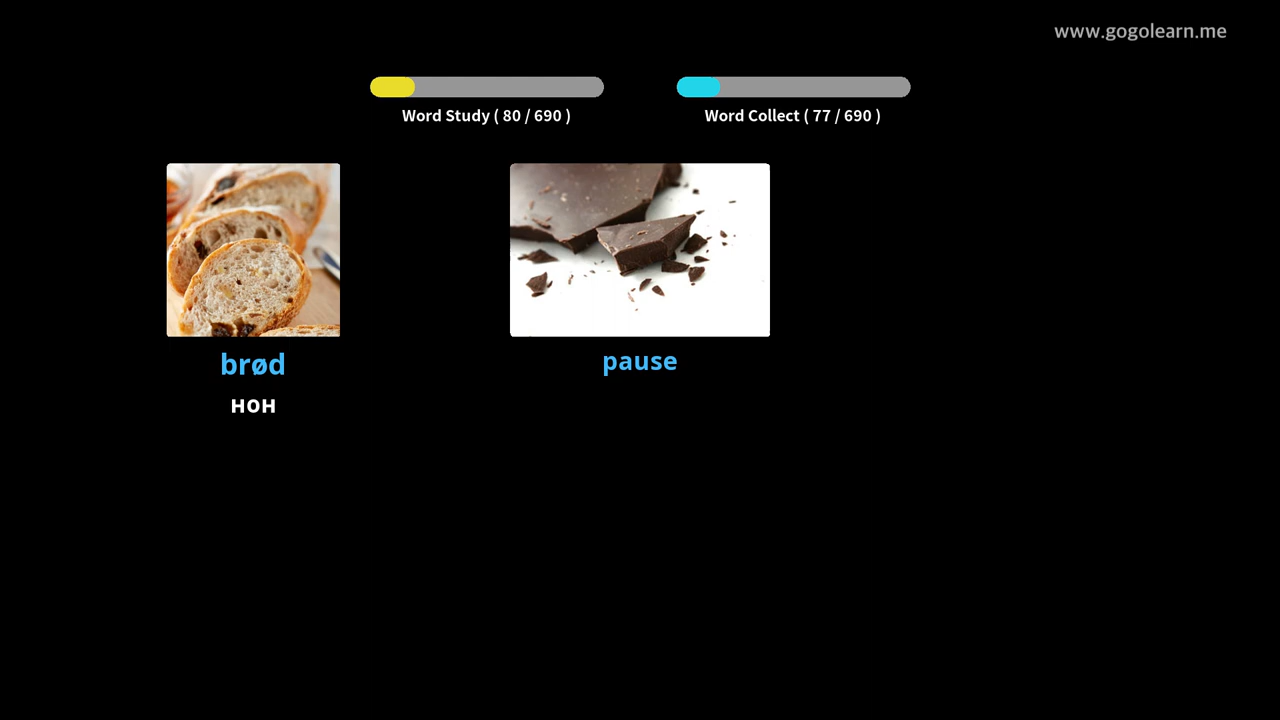 www.gogolearn.me
Word Study ( 80 / 690 )
Word Collect ( 77 / 690 )
brød
нон
pause